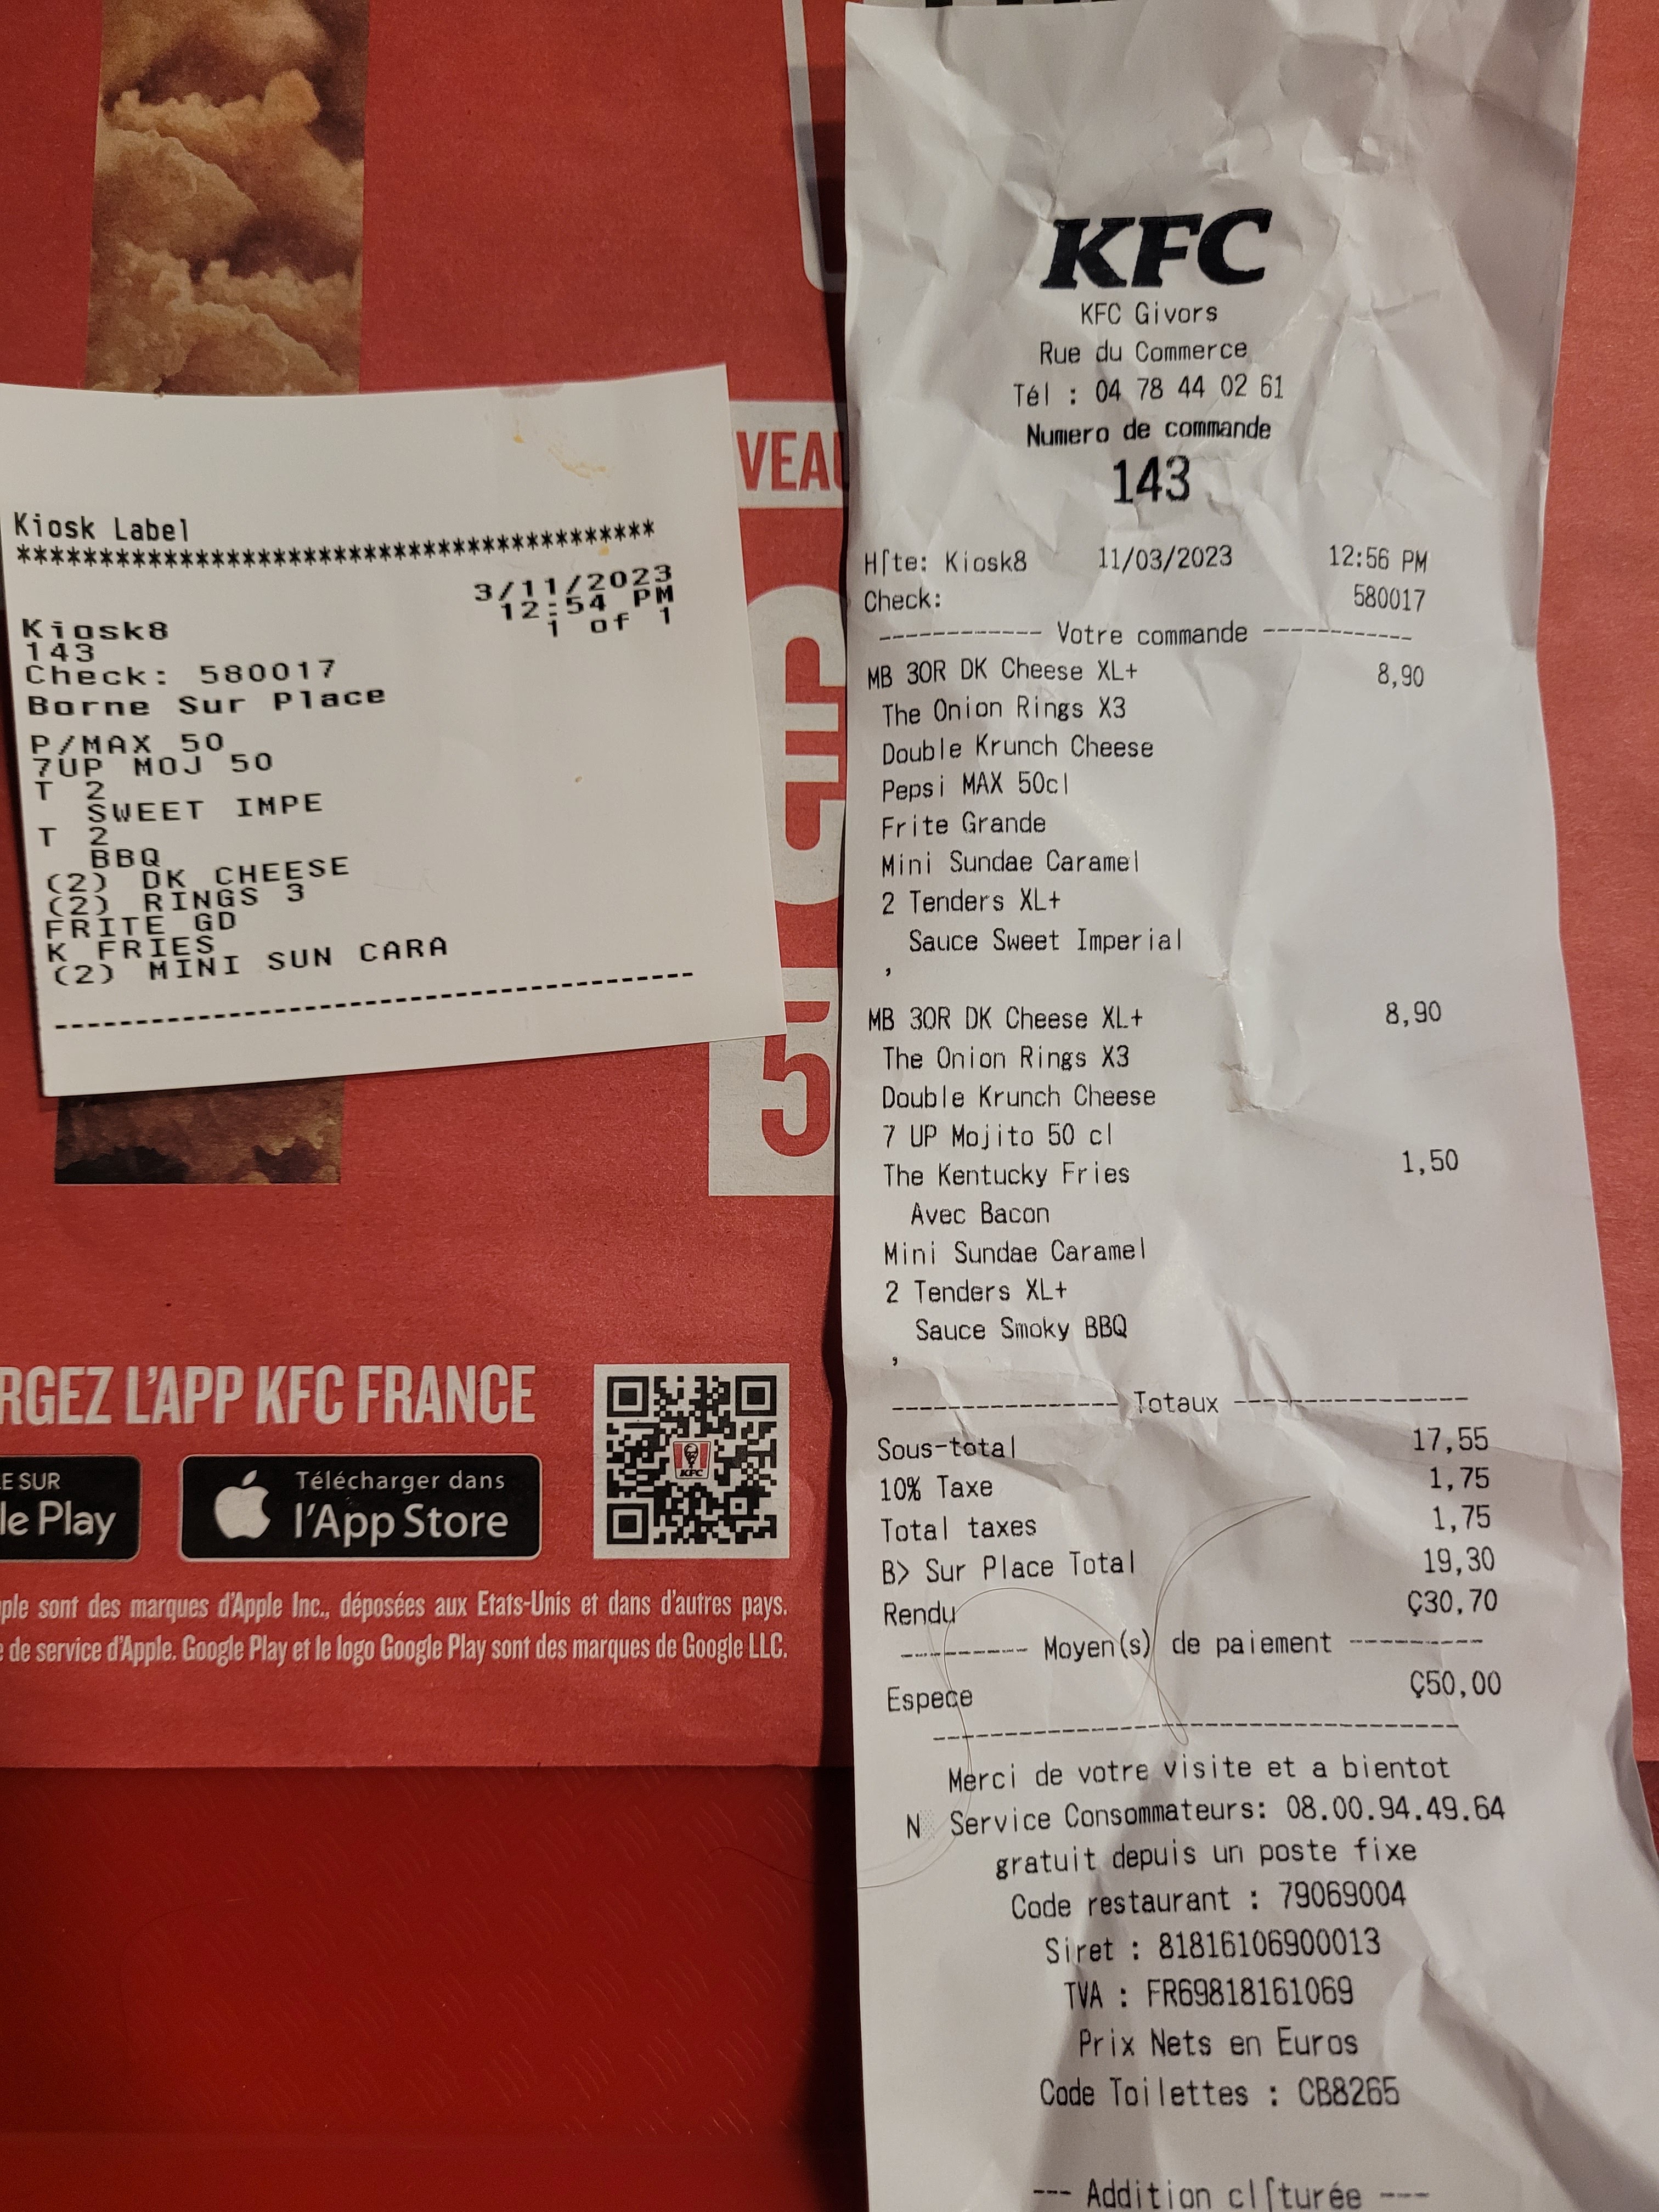 Kiosk Label
****************************************
3/11/2023
12:54 PM
1 of 1
Kiosk8
143
Check: 580017
Borne Sur Place
P/MAX 50
7UP MOJ 50
T 2
SWEET IMPE
T 2
BBQ
(2) DK CHEESE
(2) RINGS 3
FRITE GD
K FRIES
(2) MINI SUN CARA
----------------------------------------
VEAU
5
RGEZ L'APP KFC FRANCE
E SUR
le Play
Télécharger dans
l'App Store
KFC
ple sont des marques d'Apple Inc., déposées aux Etats-Unis et dans d'autres pays.
de service d'Apple. Google Play et le logo Google Play sont des marques de Google LLC.
KFC
KFC Givors
Rue du Commerce
Tél : 04 78 44 02 61
Numero de commande
143
H⌠te: Kiosk8 11/03/2023 12:56 PM
Check: 580017
------------ Votre commande -----------
MB 3OR DK Cheese XL+ 8,90
The Onion Rings X3
Double Krunch Cheese
Pepsi MAX 50cl
Frite Grande
Mini Sundae Caramel
2 Tenders XL+
Sauce Sweet Imperial
,
MB 3OR DK Cheese XL+ 8,90
The Onion Rings X3
Double Krunch Cheese
7 UP Mojito 50 cl
The Kentucky Fries 1,50
Avec Bacon
Mini Sundae Caramel
2 Tenders XL+
Sauce Smoky BBQ
,
---------------- Totaux -----------------
Sous-total 17,55
10% Taxe 1,75
Total taxes 1,75
B> Sur Place Total 19,30
Rendu Ç30,70
--------- Moyen(s) de paiement ----------
Espece Ç50,00
---------------------------------------
Merci de votre visite et a bientot
N░ Service Consommateurs: 08.00.94.49.64
gratuit depuis un poste fixe
Code restaurant : 79069004
Siret : 81816106900013
TVA : FR69818161069
Prix Nets en Euros
Code Toilettes : CB8265
--- Addition cl⌠turée ---